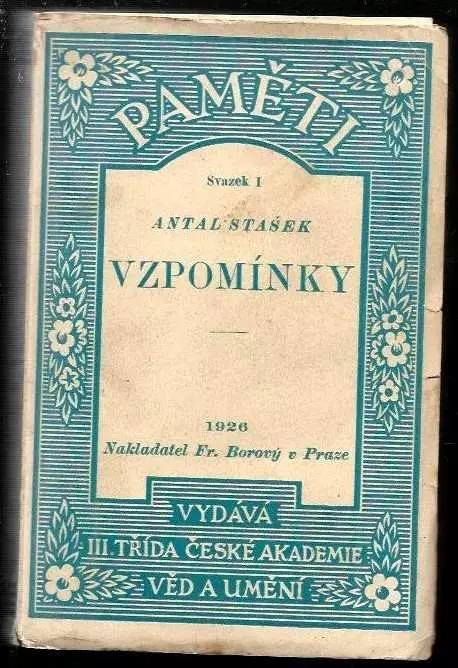 PAMĚTI
Svazek I
ANTAL STAŠEK
VZPOMÍNKY
1926
Nakladatel Fr. Borový v Praze
VYDÁVÁ
III. TŘÍDA ČESKÉ AKADEMIE
VĚD A UMĚNÍ